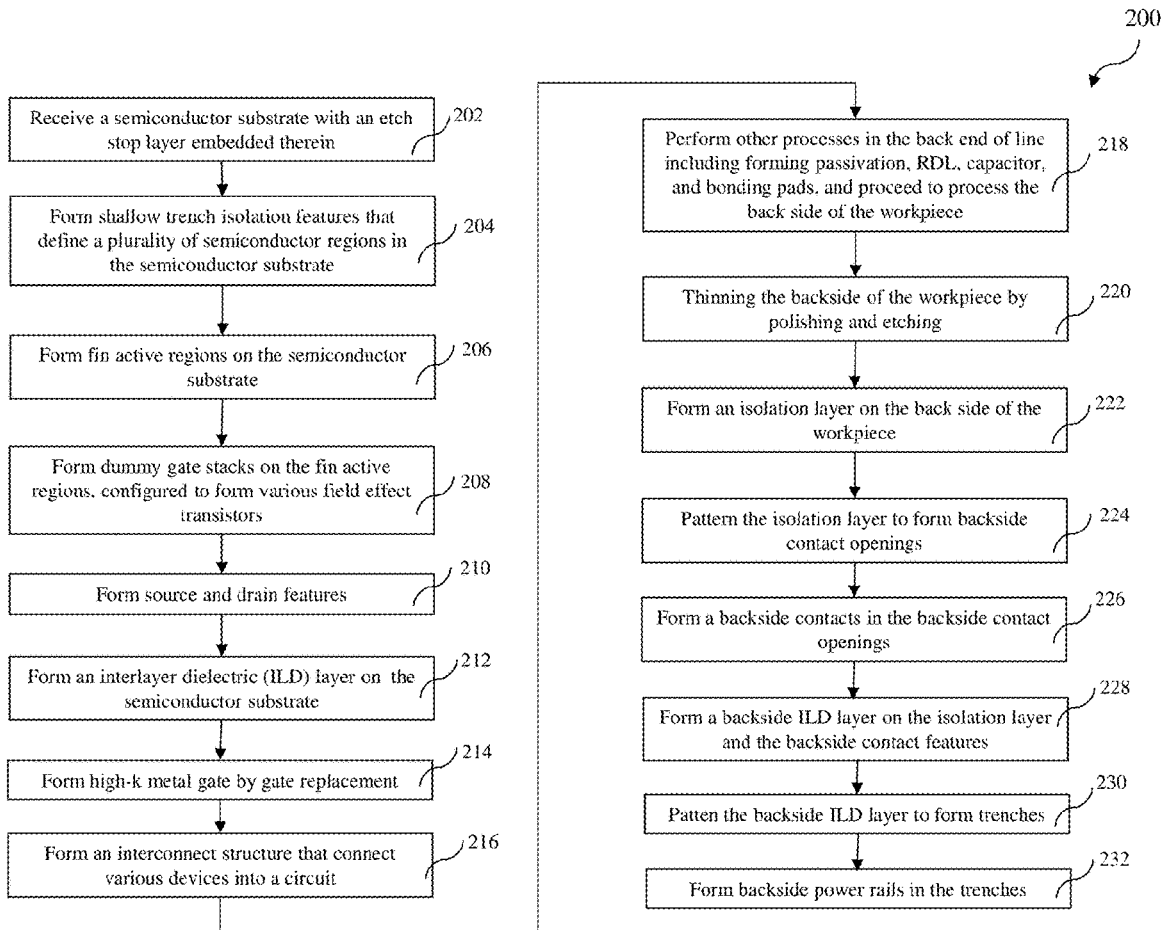 200
Receive a semiconductor substrate with an etch
stop layer embedded therein
202
Form shallow trench isolation features that
define a plurality of semiconductor regions in
the semiconductor substrate
204
Form fin active regions on the semiconductor
substrate
206
Form dummy gate stacks on the fin active
regions, configured to form various field effect
transistors
208
Form source and drain features
210
Form an interlayer dielectric (ILD) layer on the
semiconductor substrate
212
Form high-k metal gate by gate replacement
214
Form an interconnect structure that connect
various devices into a circuit
216
Perform other processes in the back end of line
including forming passivation, RDL, capacitor,
and bonding pads, and proceed to process the
back side of the workpiece
218
Thinning the backside of the workpiece by
polishing and etching
220
Form an isolation layer on the back side of the
workpiece
222
Pattern the isolation layer to form backside
contact openings
224
Form a backside contacts in the backside contact
openings
226
Form a backside ILD layer on the isolation layer
and the backside contact features
228
Patten the backside ILD layer to form trenches
230
Form backside power rails in the trenches
232